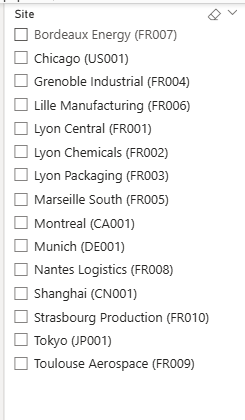 Site
Bordeaux Energy (FR007)
Chicago (US001)
Grenoble Industrial (FR004)
Lille Manufacturing (FR006)
Lyon Central (FR001)
Lyon Chemicals (FR002)
Lyon Packaging (FR003)
Marseille South (FR005)
Montreal (CA001)
Munich (DE001)
Nantes Logistics (FR008)
Shanghai (CN001)
Strasbourg Production (FR010)
Tokyo (JP001)
Toulouse Aerospace (FR009)